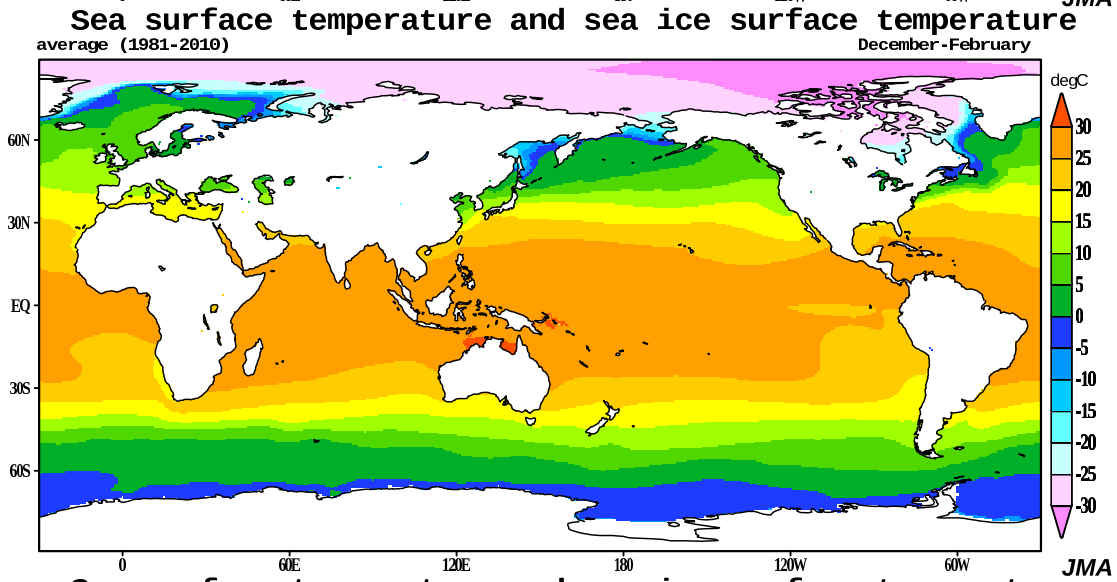 JMA
Sea surface temperature and sea ice surface temperature
average (1981-2010) December-February
degC
30
25
20
15
10
5
0
-5
-10
-15
-20
-25
-30
60N
30N
EQ
30S
60S
0 60E 120E 180 120W 60W
JMA